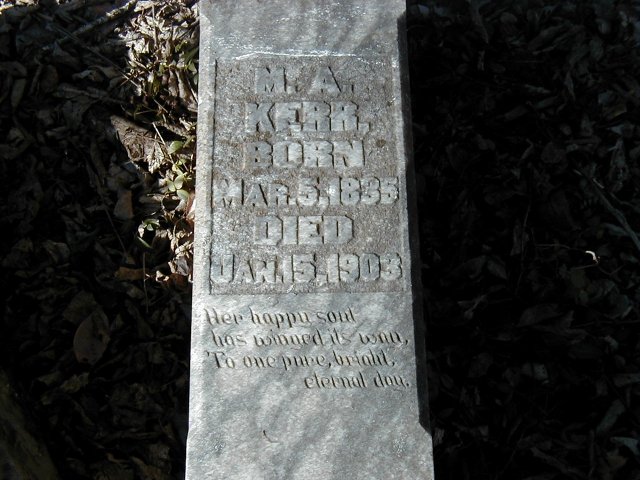 M. A.
KERR,
BORN
MAR. 5. 1835
DIED
JAN. 15. 1903
Her happy soul
has winged its way,
To one pure, bright,
eternal day.